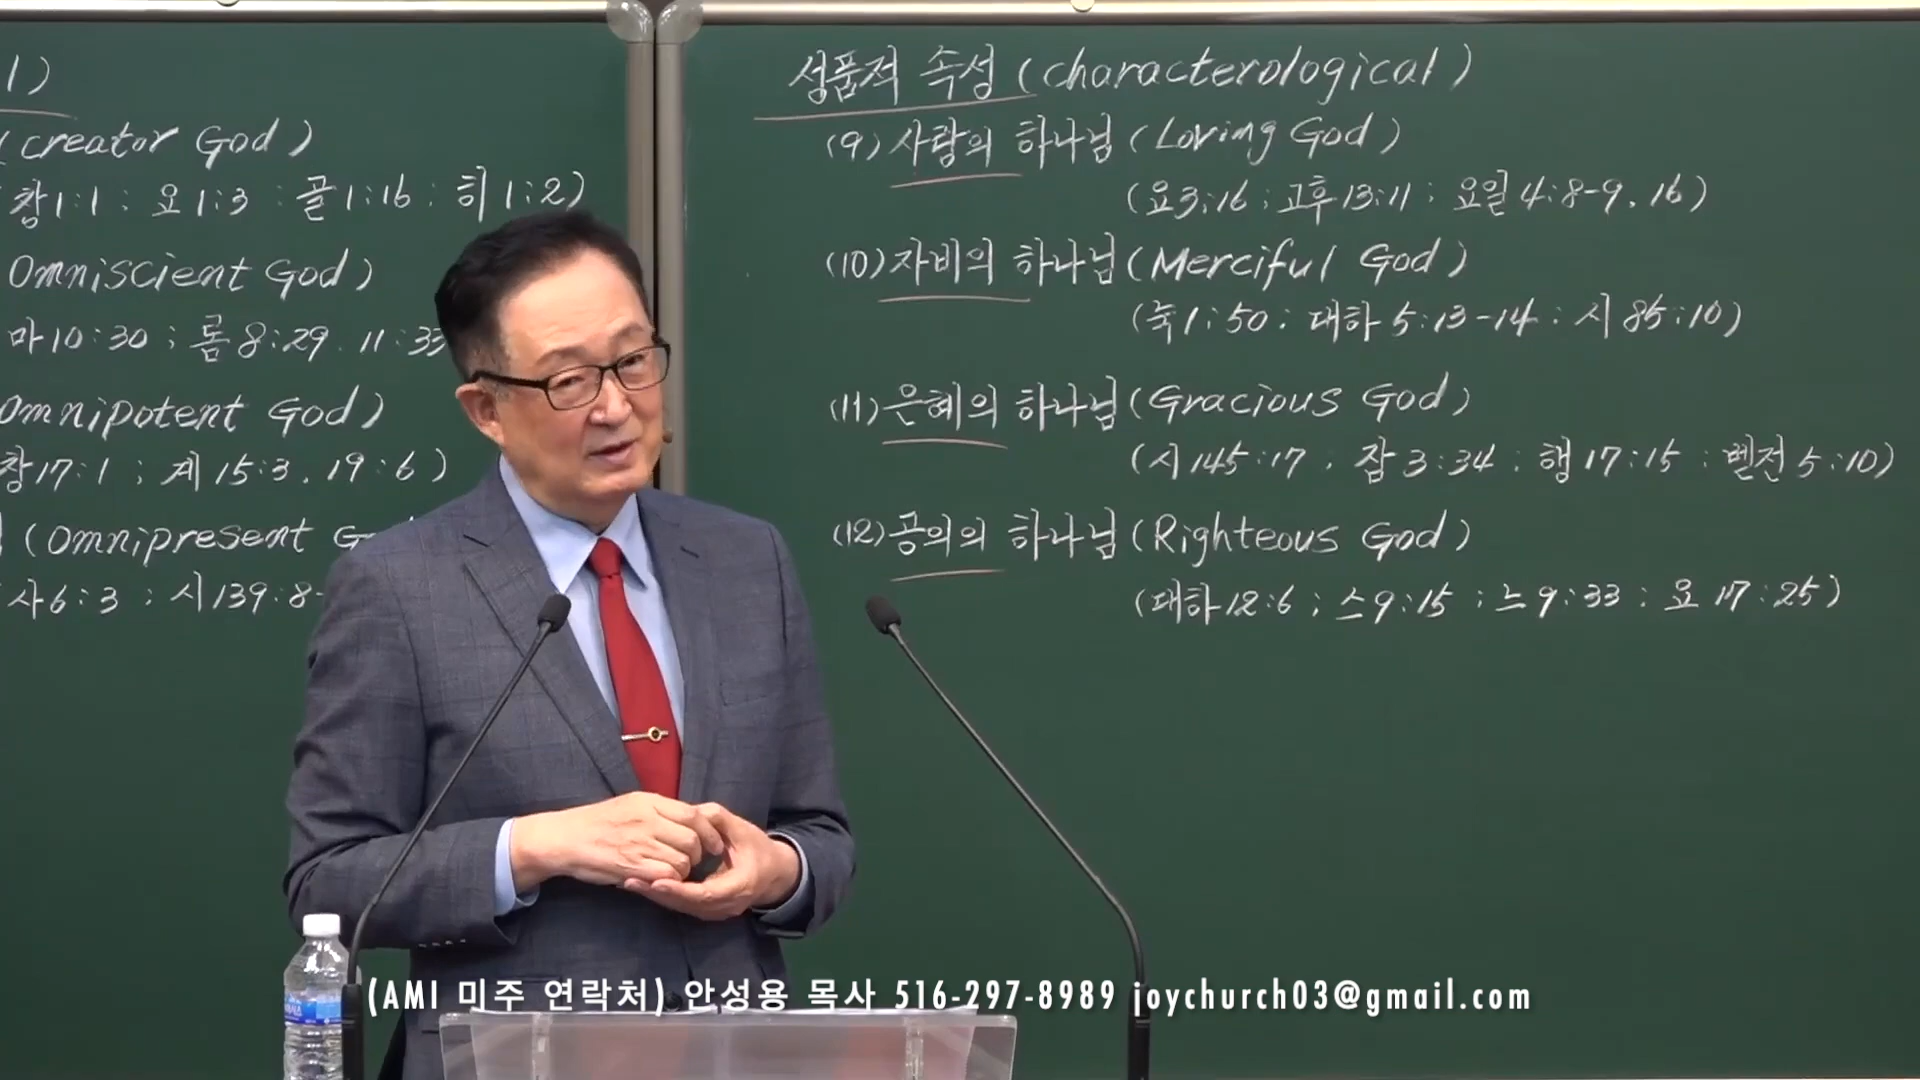 1)
(creator God)
창1:1 ; 요1:3 ; 골1:16 ; 히1:2)
Omniscient God)
마10:30 ; 롬8:29. 11:33
Omnipotent God)
창17:1 ; 계15:3. 19:6)
(Omnipresent G
사6:3 ; 시139:8-
성품적 속성 (characterological)
(9) 사랑의 하나님 (Loving God)
(요3:16 ; 고후13:11 ; 요일4:8-9. 16)
(10) 자비의 하나님 (Merciful God)
(눅1:50 ; 대하5:13-14 ; 시85:10)
(11) 은혜의 하나님 (Gracious God)
(시145:17 ; 잠3:34 ; 행17:15 ; 벧전5:10)
(12) 공의의 하나님 (Righteous God)
(대하12:6 ; 스9:15 ; 느9:33 ; 요17:25)
(AMI 미주 연락처) 안성용 목사 516-297-8989 joychurch03@gmail.com